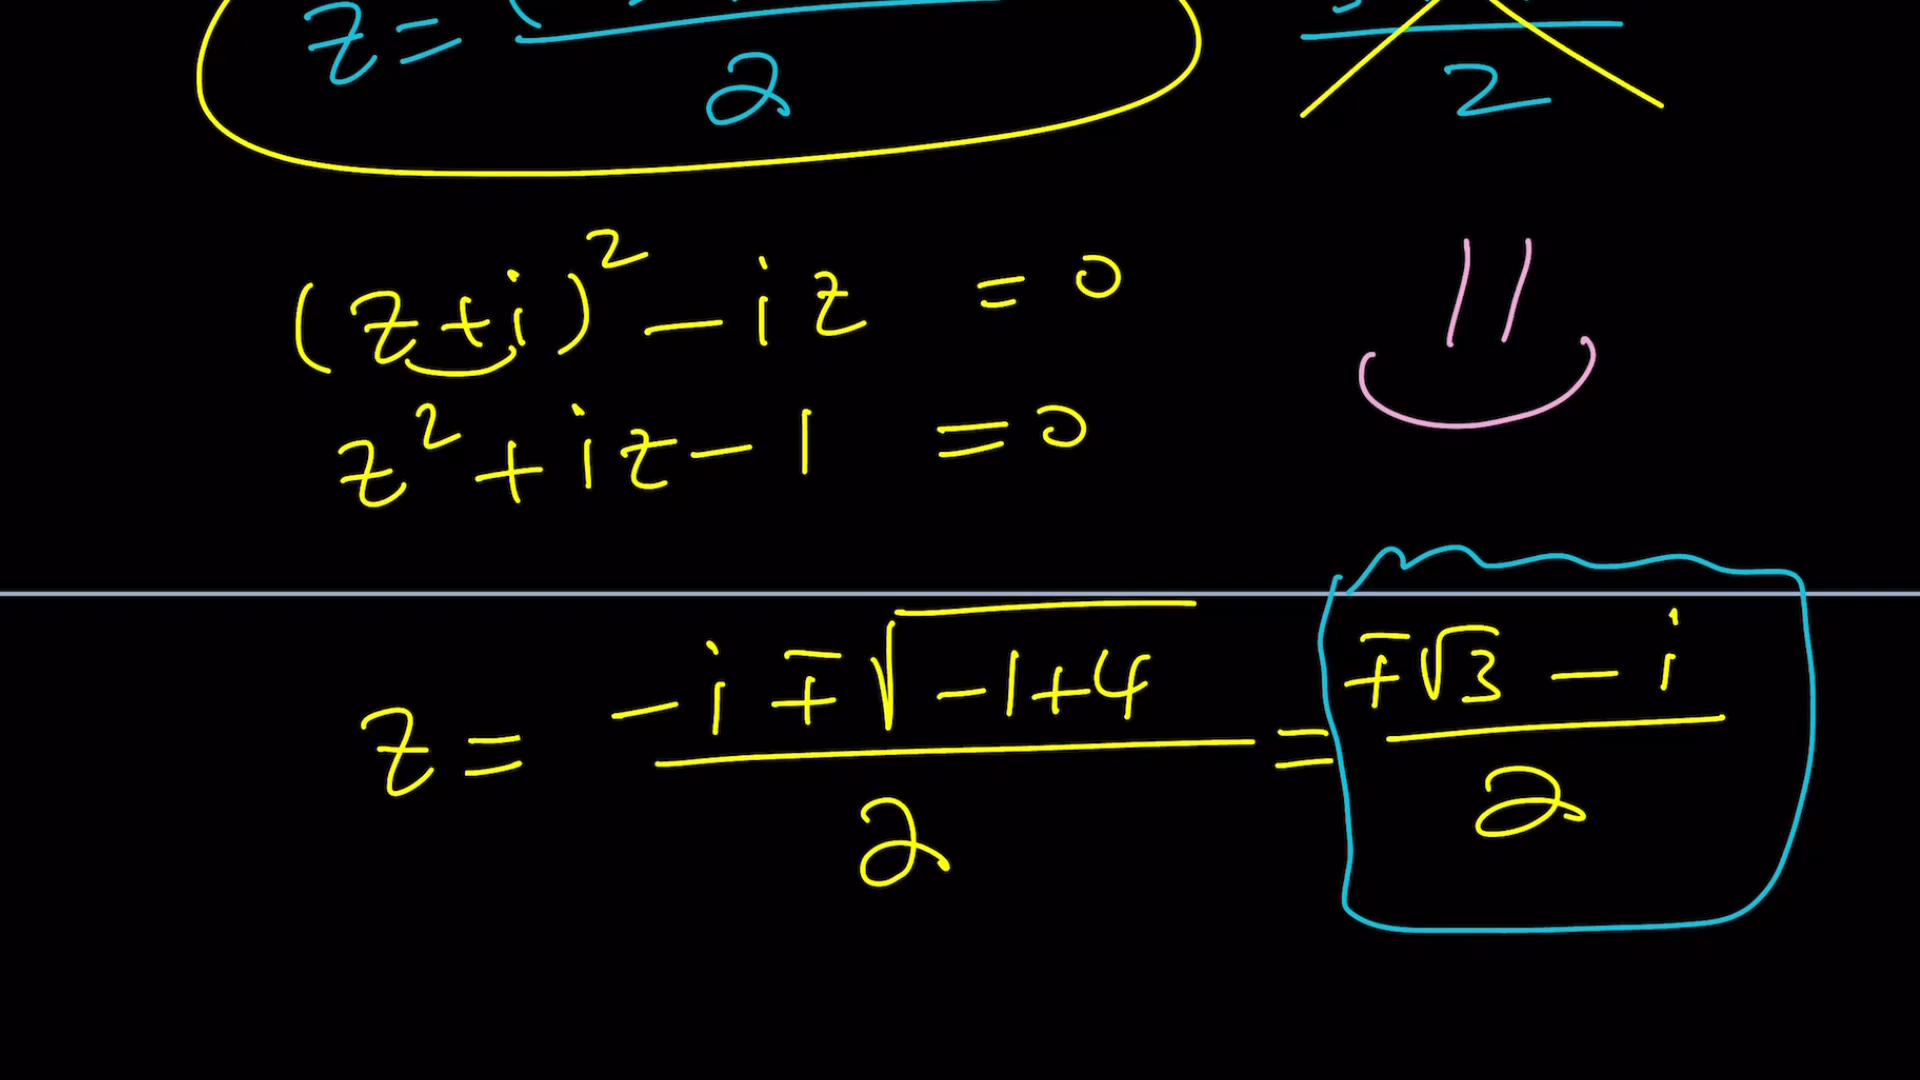 z = 2 2
(z+i)² − iz = 0
z² + iz − 1 = 0
z = (−i ∓ √(−1+4))/2 = (∓√3 − i)/2